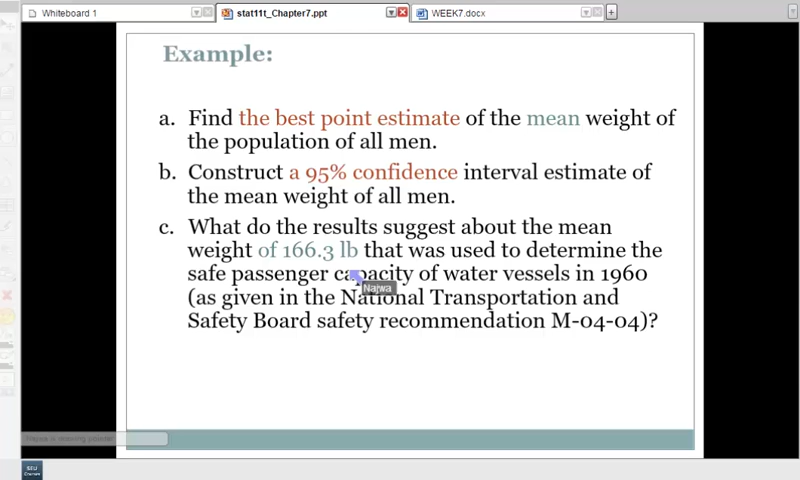 Whiteboard 1
stat11t_Chapter7.ppt
WEEK7.docx
Example:
a. Find the best point estimate of the mean weight of
the population of all men.
b. Construct a 95% confidence interval estimate of
the mean weight of all men.
c. What do the results suggest about the mean
weight of 166.3 lb that was used to determine the
safe passenger capacity of water vessels in 1960
Najwa
(as given in the National Transportation and
Safety Board safety recommendation M-04-04)?
SEU